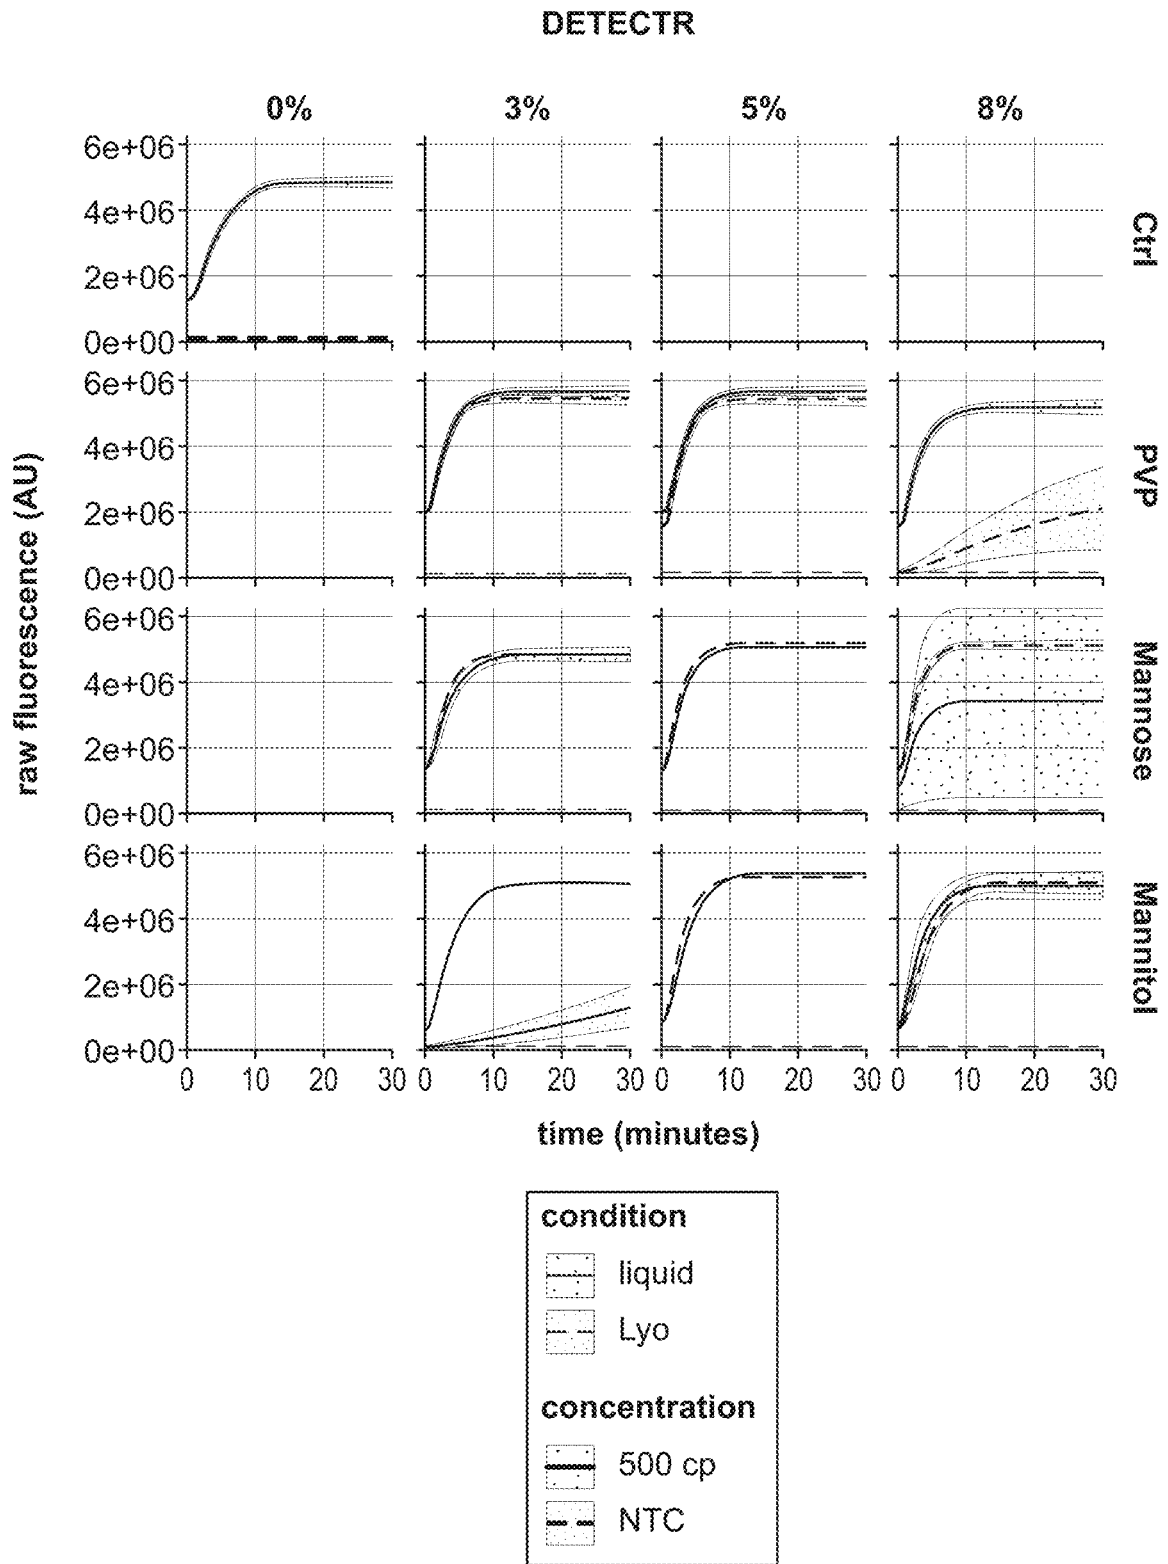 DETECTR
0% 3% 5% 8%
6e+06
4e+06
2e+06
0e+00
Ctrl
6e+06
4e+06
2e+06
0e+00
PVP
raw fluorescence (AU)
6e+06
4e+06
2e+06
0e+00
Mannose
6e+06
4e+06
2e+06
0e+00
Mannitol
0 10 20 30 0 10 20 30 0 10 20 30 0 10 20 30
time (minutes)
condition
liquid
Lyo
concentration
500 cp
NTC